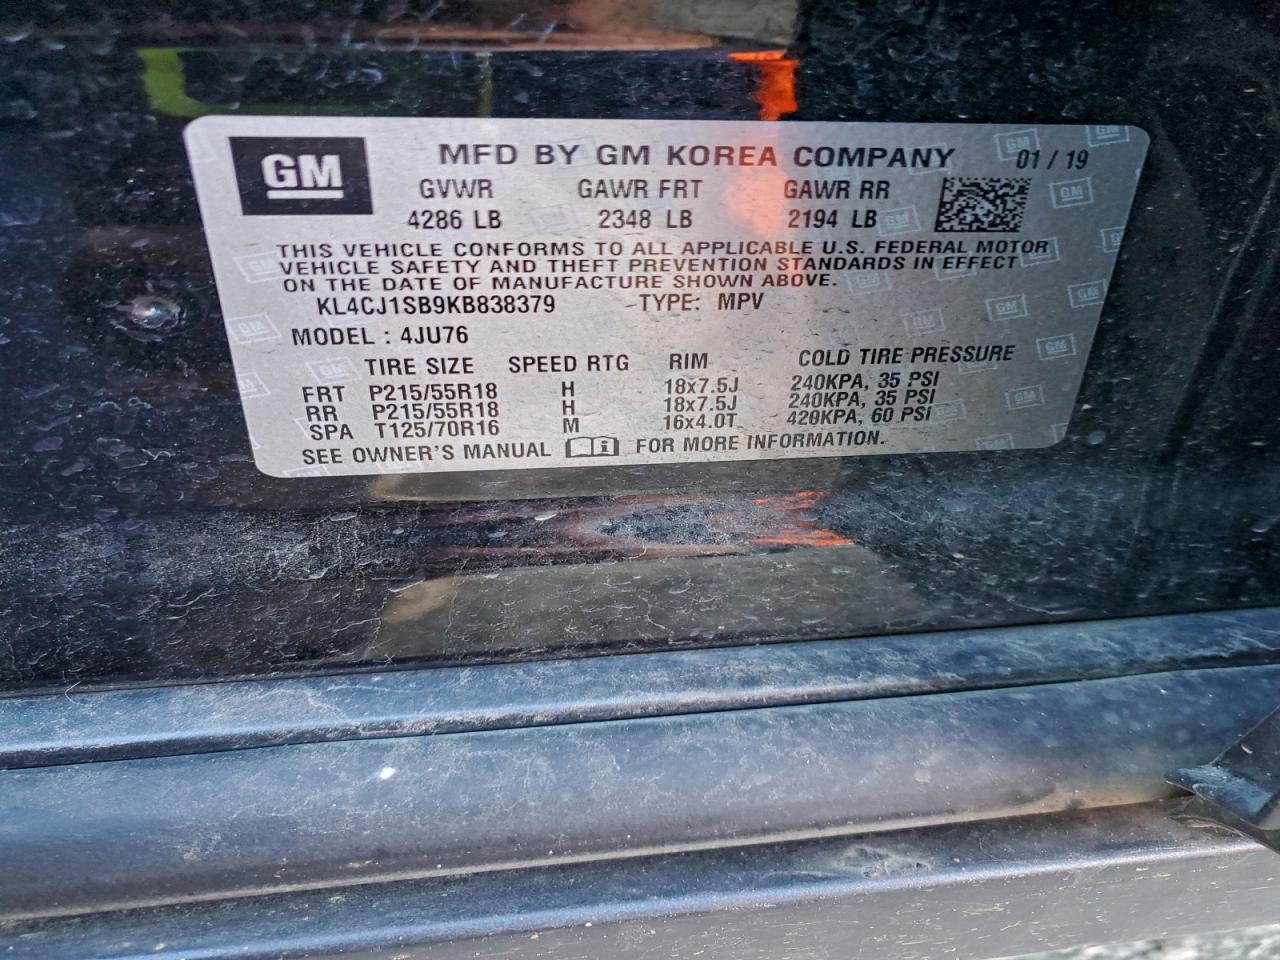 GM MFD BY GM KOREA COMPANY 01 / 19
GVWR GAWR FRT GAWR RR
4286 LB 2348 LB 2194 LB
THIS VEHICLE CONFORMS TO ALL APPLICABLE U.S. FEDERAL MOTOR
VEHICLE SAFETY AND THEFT PREVENTION STANDARDS IN EFFECT
ON THE DATE OF MANUFACTURE SHOWN ABOVE.
KL4CJ1SB9KB838379 TYPE: MPV
MODEL : 4JU76
TIRE SIZE SPEED RTG RIM COLD TIRE PRESSURE
FRT P215/55R18 H 18x7.5J 240KPA, 35 PSI
RR P215/55R18 H 18x7.5J 240KPA, 35 PSI
SPA T125/70R16 M 16x4.0T 420KPA, 60 PSI
SEE OWNER'S MANUAL FOR MORE INFORMATION.